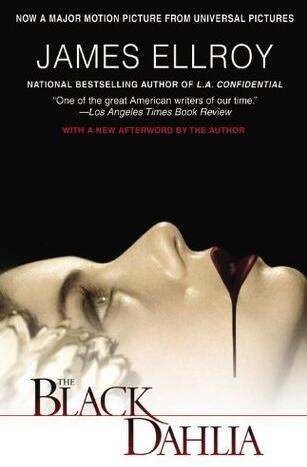 NOW A MAJOR MOTION PICTURE FROM UNIVERSAL PICTURES
JAMES ELLROY
NATIONAL BESTSELLING AUTHOR OF L.A. CONFIDENTIAL
"One of the great American writers of our time."
—Los Angeles Times Book Review
WITH A NEW AFTERWORD BY THE AUTHOR
THE
BLACK
DAHLIA